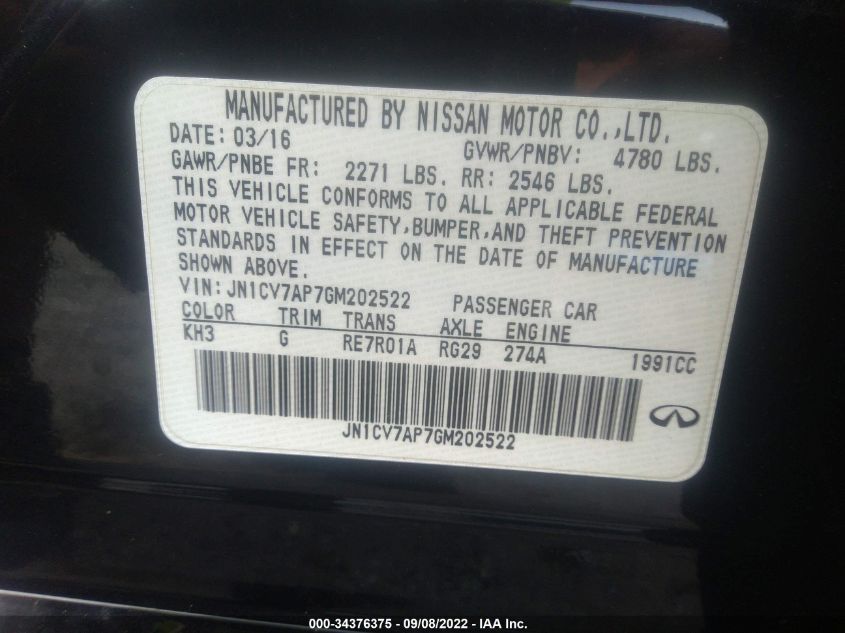 MANUFACTURED BY NISSAN MOTOR CO.,LTD.
DATE: 03/16 GVWR/PNBV: 4780 LBS.
GAWR/PNBE FR: 2271 LBS. RR: 2546 LBS.
THIS VEHICLE CONFORMS TO ALL APPLICABLE FEDERAL
MOTOR VEHICLE SAFETY,BUMPER,AND THEFT PREVENTION
STANDARDS IN EFFECT ON THE DATE OF MANUFACTURE
SHOWN ABOVE.
VIN:JN1CV7AP7GM202522 PASSENGER CAR
COLOR TRIM TRANS AXLE ENGINE
KH3 G RE7R01A RG29 274A 1991CC
JN1CV7AP7GM202522
000-34376375 - 09/08/2022 - IAA Inc.